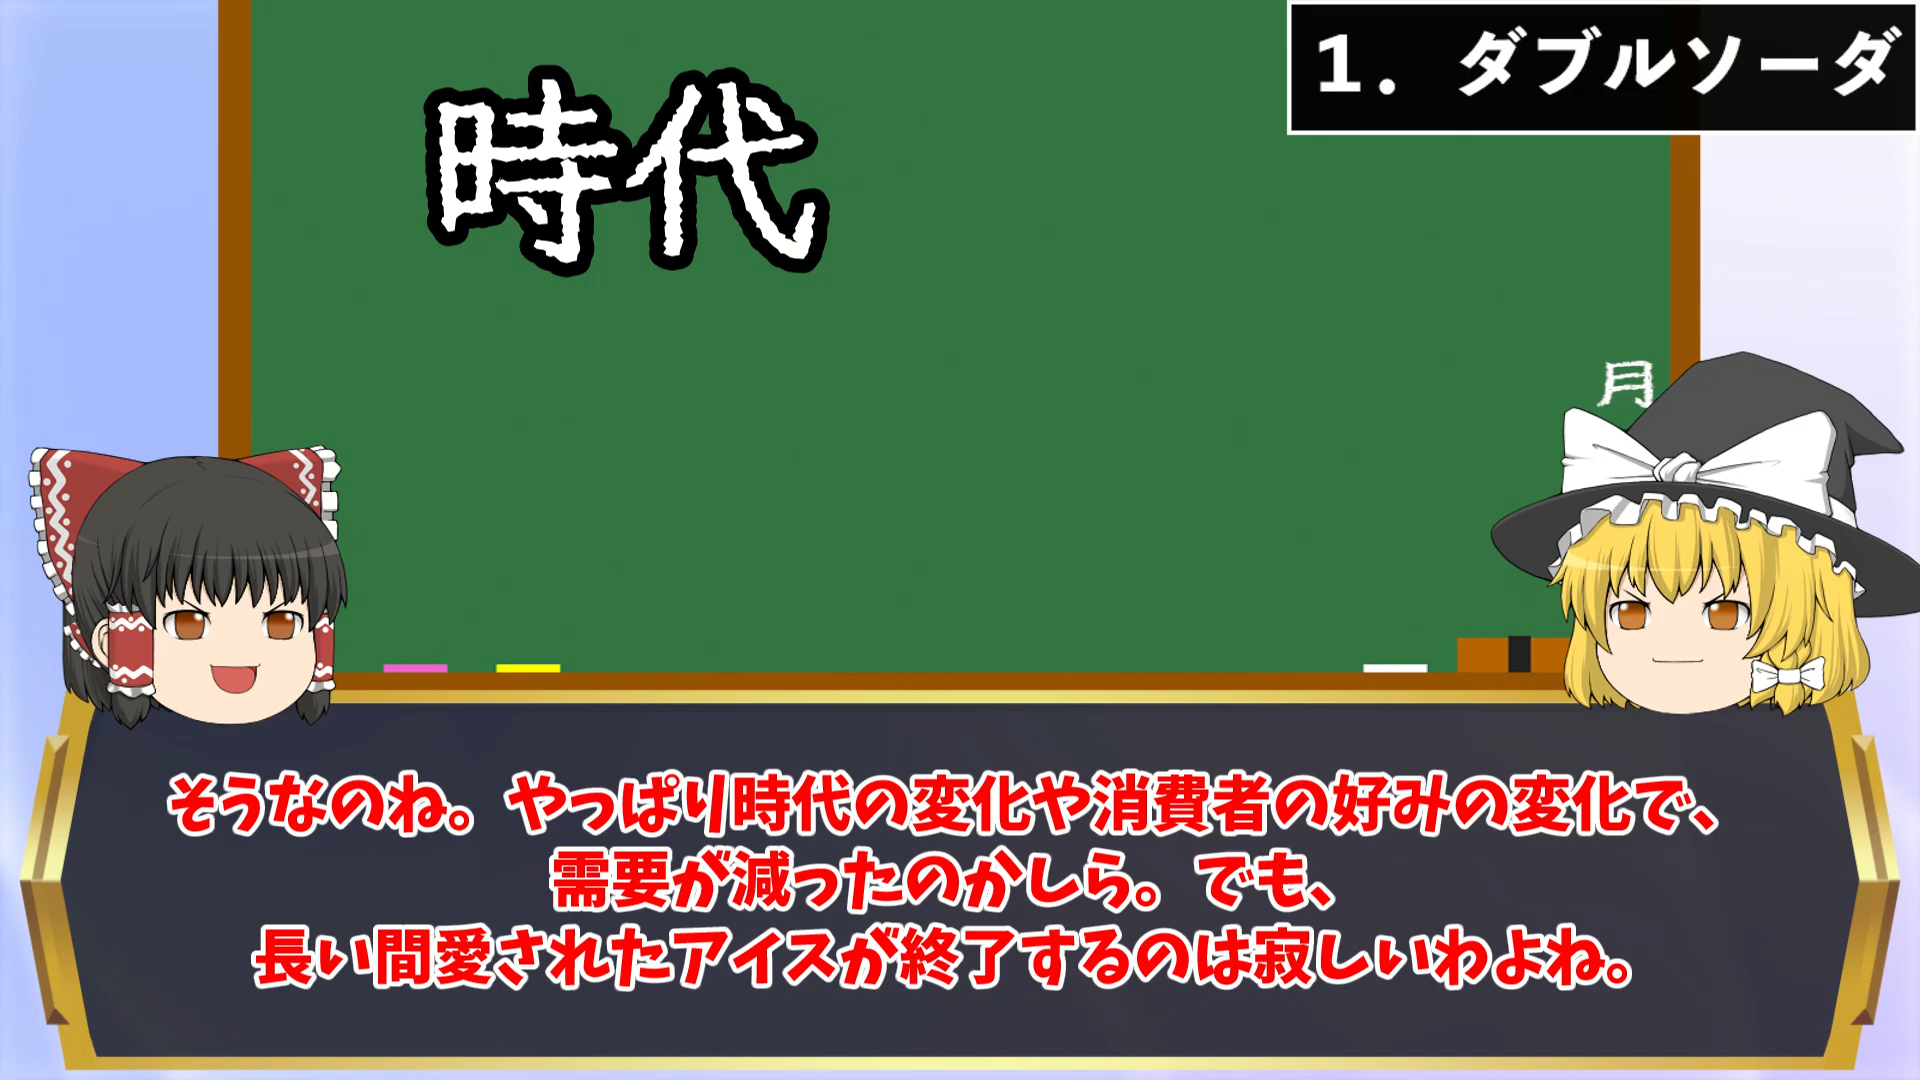 1．ダブルソーダ
時代
月
そうなのね。やっぱり時代の変化や消費者の好みの変化で、
需要が減ったのかしら。でも、
長い間愛されたアイスが終了するのは寂しいわよね。